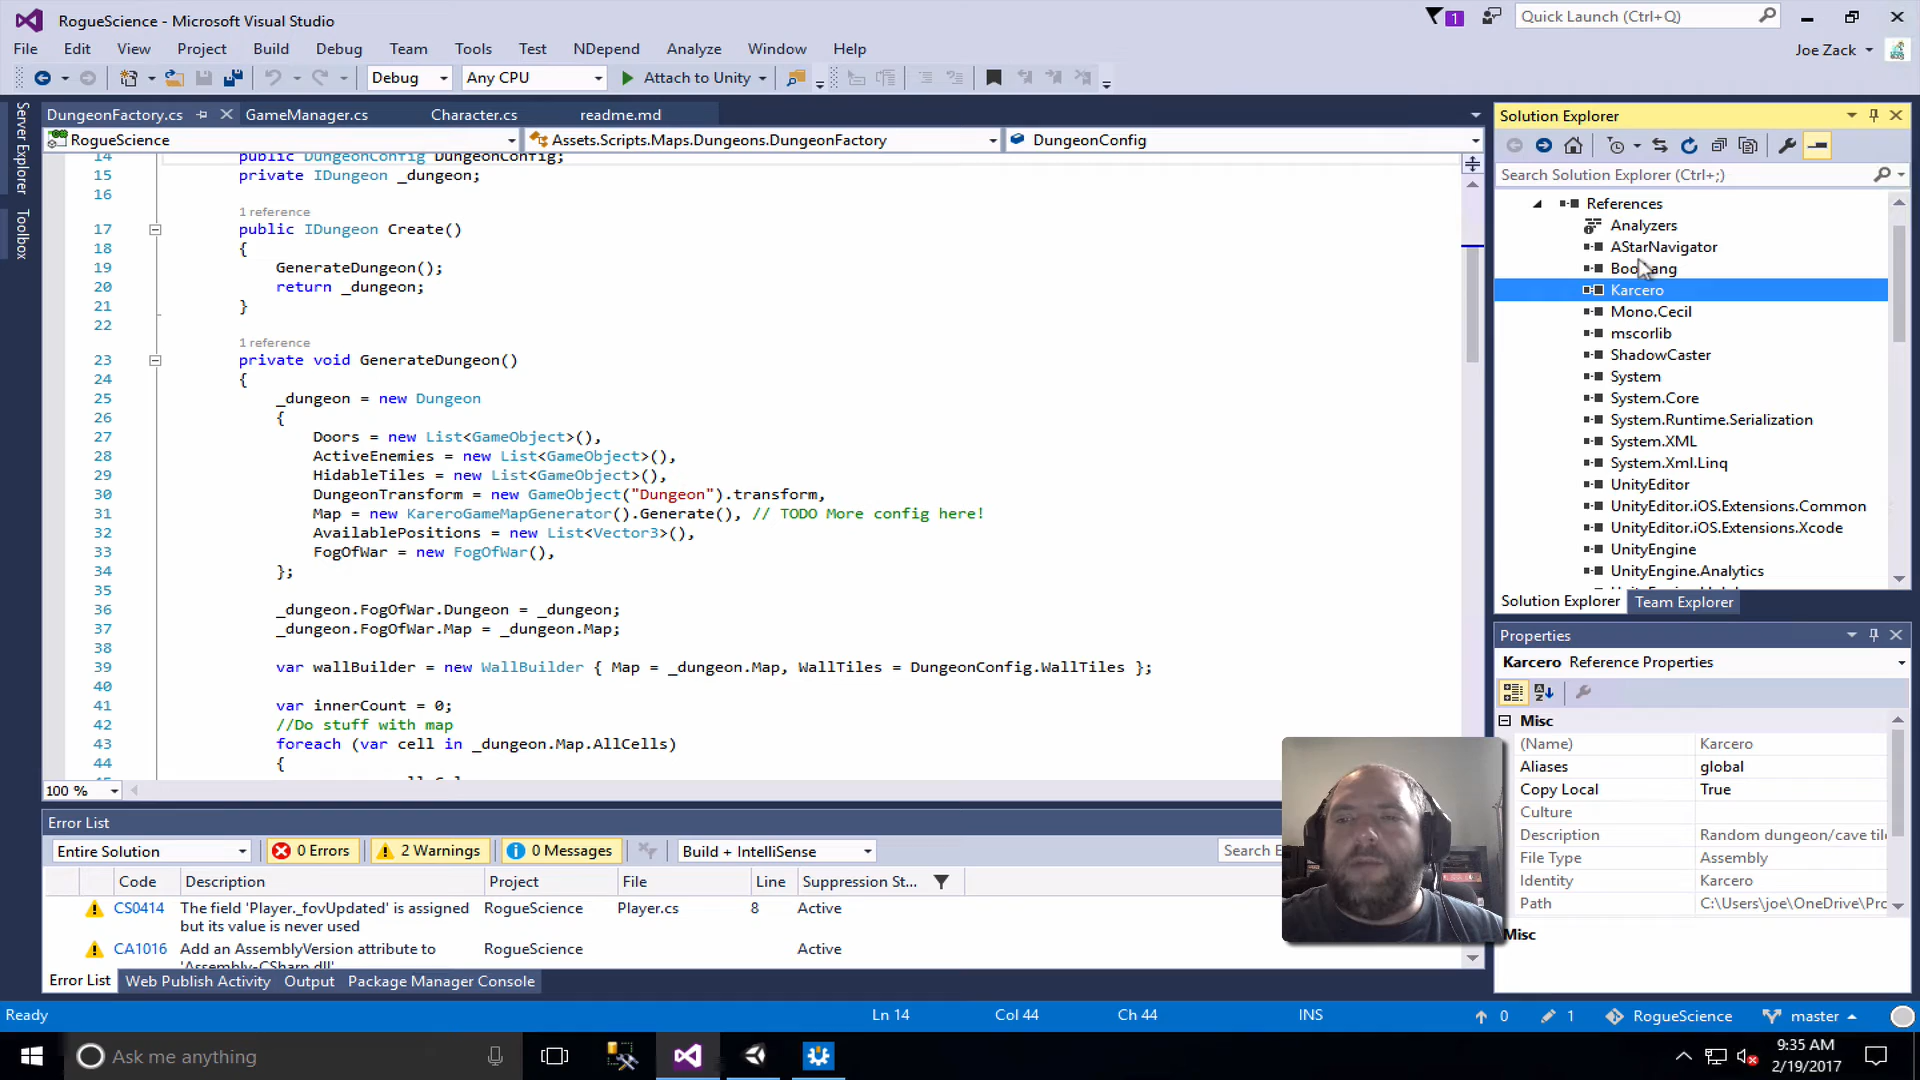 RogueScience - Microsoft Visual Studio
1
Quick Launch (Ctrl+Q)
File Edit View Project Build Debug Team Tools Test NDepend Analyze Window Help
Joe Zack
Debug Any CPU Attach to Unity
Server Explorer
Toolbox
DungeonFactory.cs GameManager.cs Character.cs readme.md
RogueScience Assets.Scripts.Maps.Dungeons.DungeonFactory DungeonConfig
14 public DungeonConfig DungeonConfig;
15 private IDungeon _dungeon;
16
1 reference
17 public IDungeon Create()
18 {
19 GenerateDungeon();
20 return _dungeon;
21 }
22
1 reference
23 private void GenerateDungeon()
24 {
25 _dungeon = new Dungeon
26 {
27 Doors = new List<GameObject>(),
28 ActiveEnemies = new List<GameObject>(),
29 HidableTiles = new List<GameObject>(),
30 DungeonTransform = new GameObject("Dungeon").transform,
31 Map = new KareroGameMapGenerator().Generate(), // TODO More config here!
32 AvailablePositions = new List<Vector3>(),
33 FogOfWar = new FogOfWar(),
34 };
35
36 _dungeon.FogOfWar.Dungeon = _dungeon;
37 _dungeon.FogOfWar.Map = _dungeon.Map;
38
39 var wallBuilder = new WallBuilder { Map = _dungeon.Map, WallTiles = DungeonConfig.WallTiles };
40
41 var innerCount = 0;
42 //Do stuff with map
43 foreach (var cell in _dungeon.Map.AllCells)
44 {
100 %
Solution Explorer
Search Solution Explorer (Ctrl+;)
References
Analyzers
AStarNavigator
Karcero
Mono.Cecil
mscorlib
ShadowCaster
System
System.Core
System.Runtime.Serialization
System.XML
System.Xml.Linq
UnityEditor
UnityEditor.iOS.Extensions.Common
UnityEditor.iOS.Extensions.Xcode
UnityEngine
UnityEngine.Analytics
Solution Explorer Team Explorer
Properties
Karcero Reference Properties
Misc
(Name) Karcero
Aliases global
Copy Local True
Culture
Description Random dungeon/cave tile
File Type Assembly
Identity Karcero
Path C:\Users\joe\OneDrive\Pro
Misc
Error List
Entire Solution 0 Errors 2 Warnings 0 Messages Build + IntelliSense Search E
Code Description Project File Line Suppression St...
CS0414 The field 'Player._fovUpdated' is assigned but its value is never used RogueScience Player.cs 8 Active
CA1016 Add an AssemblyVersion attribute to 'Assembly-CSharp.dll' RogueScience Active
Error List Web Publish Activity Output Package Manager Console
Ready Ln 14 Col 44 Ch 44 INS 0 1 RogueScience master
Ask me anything
9:35 AM
2/19/2017